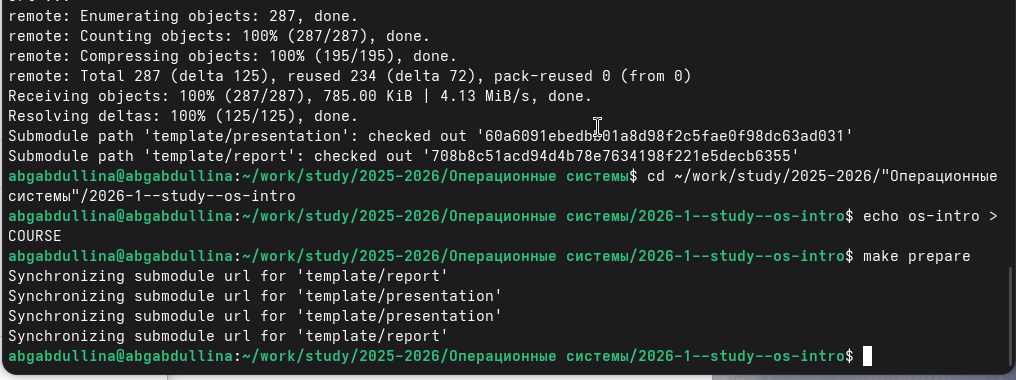 remote: Enumerating objects: 287, done.
remote: Counting objects: 100% (287/287), done.
remote: Compressing objects: 100% (195/195), done.
remote: Total 287 (delta 125), reused 234 (delta 72), pack-reused 0 (from 0)
Receiving objects: 100% (287/287), 785.00 KiB | 4.13 MiB/s, done.
Resolving deltas: 100% (125/125), done.
Submodule path 'template/presentation': checked out
Submodule path 'template/report': checked out '708b8c51acd94d4b78e7634198f221e5decb6355'
abgabdullina@abgabdullina:~/work/study/2025-2026/Операционные системы$ cd ~/work/study/2025-2026/"Операционные
системы"/2026-1--study--os-intro
abgabdullina@abgabdullina:~/work/study/2025-2026/Операционные системы/2026-1--study--os-intro$ echo os-intro >
COURSE
abgabdullina@abgabdullina:~/work/study/2025-2026/Операционные системы/2026-1--study--os-intro$ make prepare
Synchronizing submodule url for 'template/report'
Synchronizing submodule url for 'template/presentation'
Synchronizing submodule url for 'template/presentation'
Synchronizing submodule url for 'template/report'
abgabdullina@abgabdullina:~/work/study/2025-2026/Операционные системы/2026-1--study--os-intro$